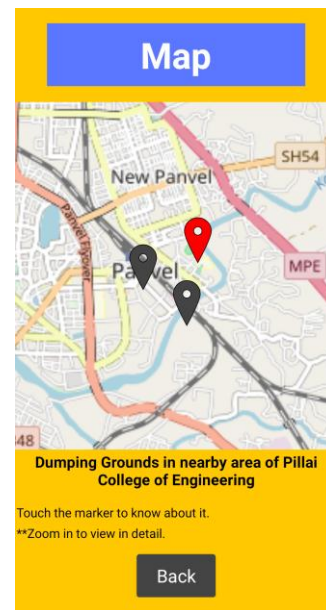 Map
SH54
New Panvel
Panvel Flyover
Panvel
MPE
48
Dumping Grounds in nearby area of Pillai
College of Engineering
Touch the marker to know about it.
**Zoom in to view in detail.
Back